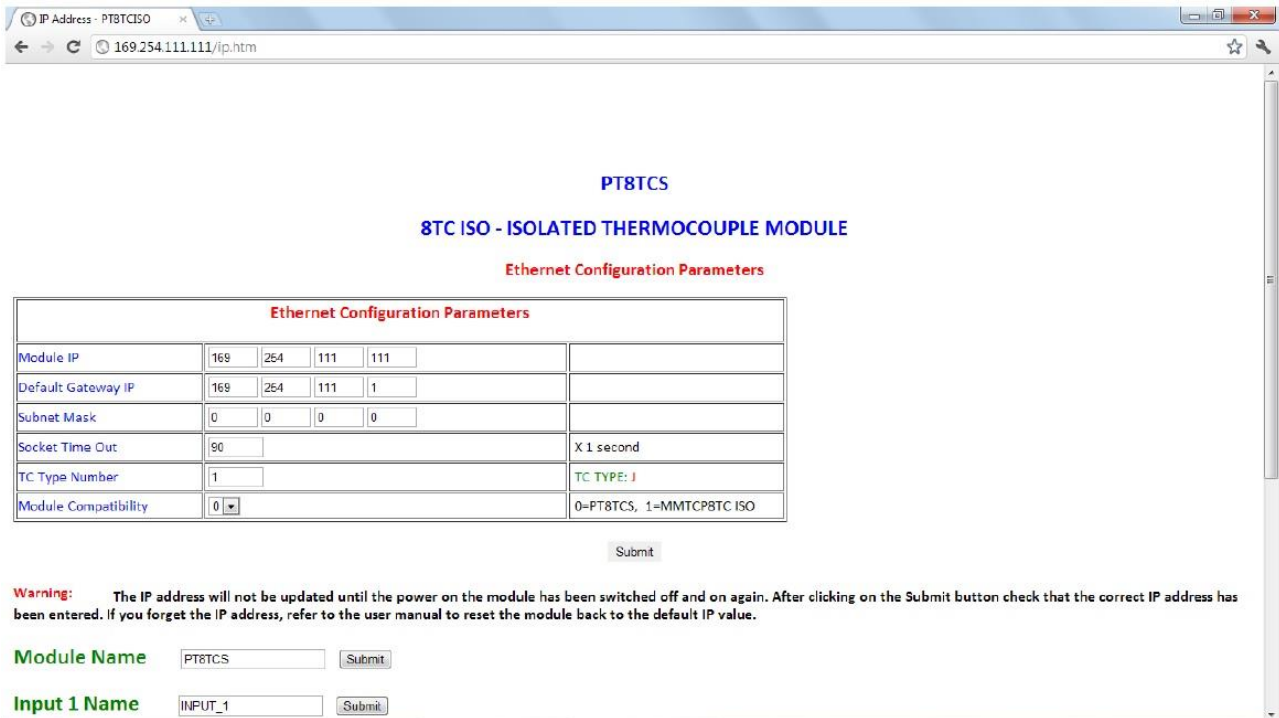 IP Address - PT8TCISO
169.254.111.111/ip.htm
PT8TCS
8TC ISO - ISOLATED THERMOCOUPLE MODULE
Ethernet Configuration Parameters
Ethernet Configuration Parameters
Module IP 169 254 111 111
Default Gateway IP 169 254 111 1
Subnet Mask 0 0 0 0
Socket Time Out 90 X 1 second
TC Type Number 1 TC TYPE: J
Module Compatibility 0 0=PT8TCS, 1=MMTCP8TC ISO
Submit
Warning: The IP address will not be updated until the power on the module has been switched off and on again. After clicking on the Submit button check that the correct IP address has
been entered. If you forget the IP address, refer to the user manual to reset the module back to the default IP value.
Module Name PT8TCS Submit
Input 1 Name INPUT_1 Submit